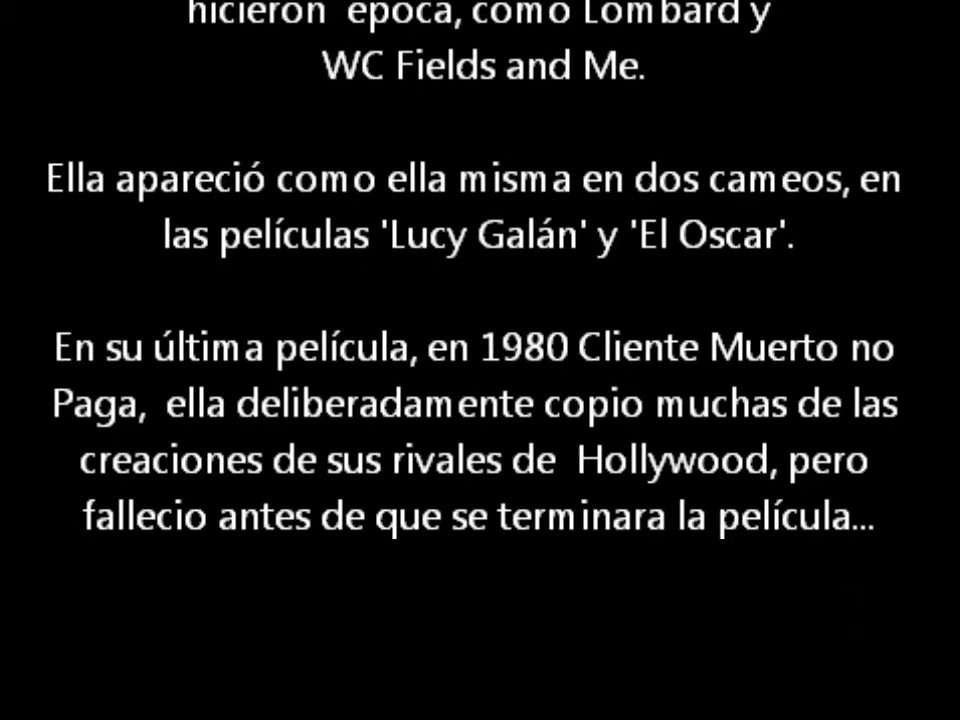 hicieron epoca, como Lombard y
WC Fields and Me.
Ella apareció como ella misma en dos cameos, en
las películas 'Lucy Galán' y 'El Oscar'.
En su última película, en 1980 Cliente Muerto no
Paga, ella deliberadamente copio muchas de las
creaciones de sus rivales de Hollywood, pero
fallecio antes de que se terminara la película...